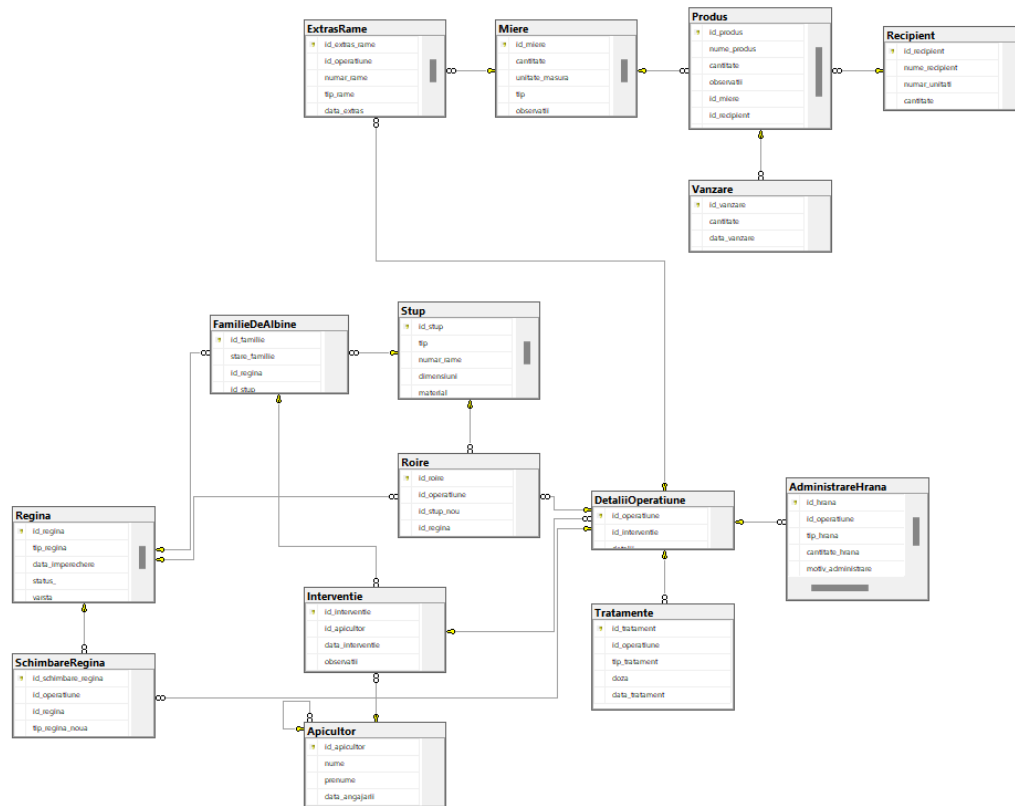 ExtrasRame
id_extras_rame
id_operatiune
numar_rame
tip_rame
data_extras
Miere
id_miere
cantitate
unitate_masura
tip
observatii
Produs
id_produs
nume_produs
cantitate
observatii
id_miere
id_recipient
Recipient
id_recipient
nume_recipient
numar_unitati
cantitate
Vanzare
id_vanzare
cantitate
data_vanzare
FamilieDeAlbine
id_familie
stare_familie
id_regina
id_stup
Stup
id_stup
tip
numar_rame
dimensiuni
material
Roire
id_roire
id_operatiune
id_stup_nou
id_regina
DetaliiOperatiune
id_operatiune
id_interventie
detalii
AdministrareHrana
id_hrana
id_operatiune
tip_hrana
cantitate_hrana
motiv_administrare
Regina
id_regina
tip_regina
data_imperechere
status_
varsta
Interventie
id_interventie
id_apicultor
data_interventie
observatii
Tratamente
id_tratament
id_operatiune
tip_tratament
doza
data_tratament
SchimbareRegina
id_schimbare_regina
id_operatiune
id_regina
tip_regina_noua
Apicultor
id_apicultor
nume
prenume
data_angajarii